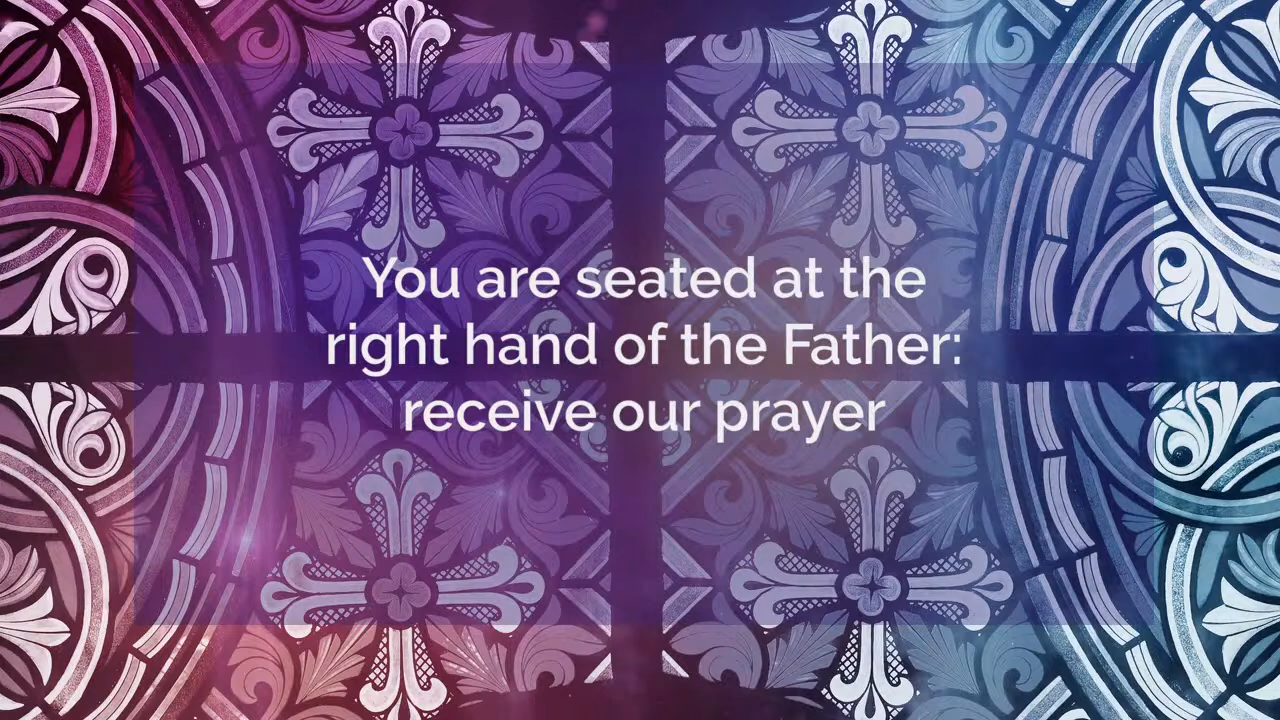 You are seated at the
right hand of the Father:
receive our prayer